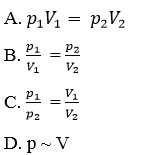 A. p₁V₁ = p₂V₂
B. p₁/V₁ = p₂/V₂
C. p₁/p₂ = V₁/V₂
D. p ~ V